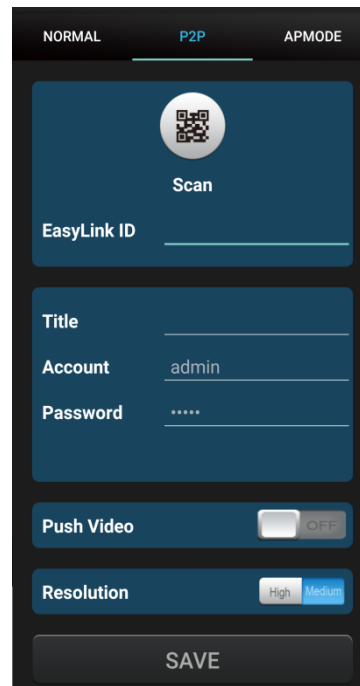 NORMAL P2P APMODE
Scan
EasyLink ID
Title
Account admin
Password •••••
Push Video OFF
Resolution High Medium
SAVE